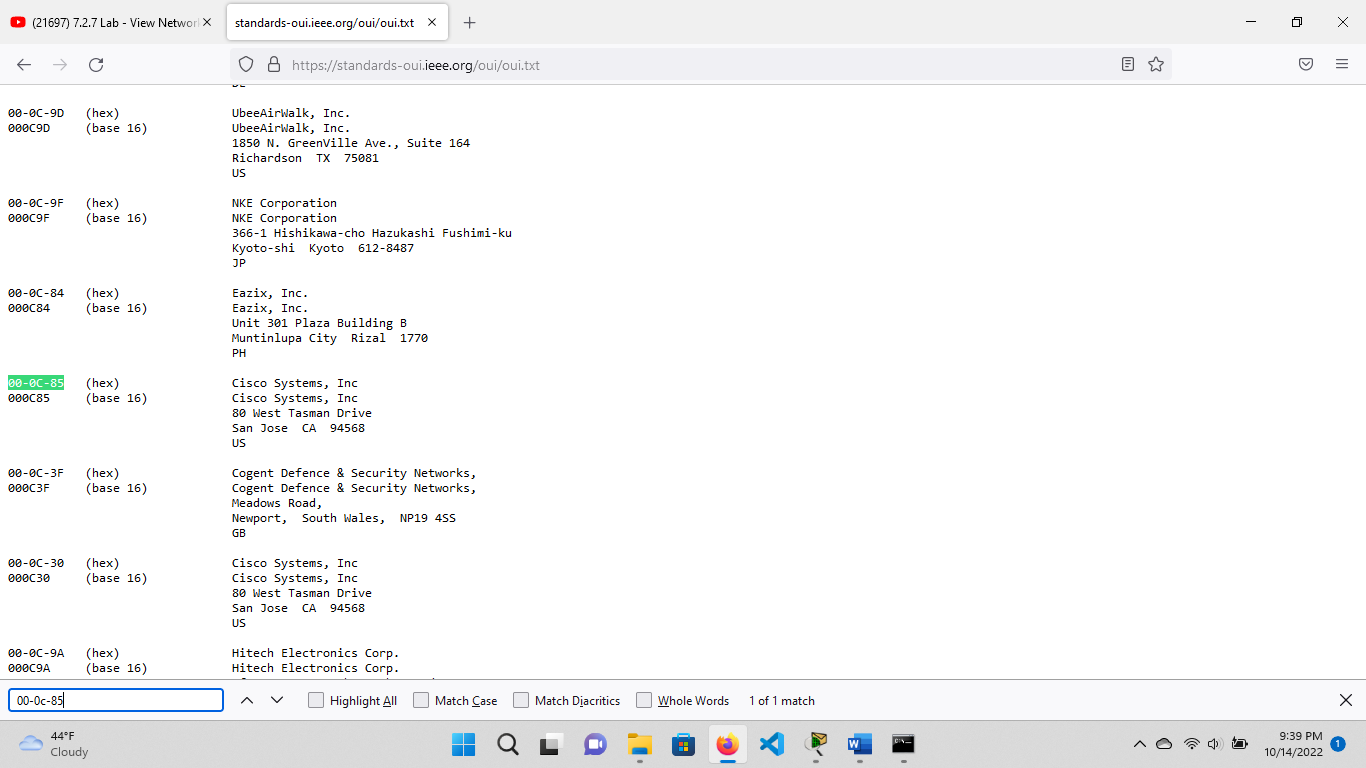 (21697) 7.2.7 Lab - View Networ
standards-oui.ieee.org/oui/oui.txt
https://standards-oui.ieee.org/oui/oui.txt
00-0C-9D (hex) UbeeAirWalk, Inc.
000C9D (base 16) UbeeAirWalk, Inc.
1850 N. GreenVille Ave., Suite 164
Richardson TX 75081
US
00-0C-9F (hex) NKE Corporation
000C9F (base 16) NKE Corporation
366-1 Hishikawa-cho Hazukashi Fushimi-ku
Kyoto-shi Kyoto 612-8487
JP
00-0C-84 (hex) Eazix, Inc.
000C84 (base 16) Eazix, Inc.
Unit 301 Plaza Building B
Muntinlupa City Rizal 1770
PH
00-0C-85 (hex) Cisco Systems, Inc
000C85 (base 16) Cisco Systems, Inc
80 West Tasman Drive
San Jose CA 94568
US
00-0C-3F (hex) Cogent Defence & Security Networks,
000C3F (base 16) Cogent Defence & Security Networks,
Meadows Road,
Newport, South Wales, NP19 4SS
GB
00-0C-30 (hex) Cisco Systems, Inc
000C30 (base 16) Cisco Systems, Inc
80 West Tasman Drive
San Jose CA 94568
US
00-0C-9A (hex) Hitech Electronics Corp.
000C9A (base 16) Hitech Electronics Corp.
00-0c-85 Highlight All Match Case Match Diacritics Whole Words 1 of 1 match
44°F
Cloudy
9:39 PM
10/14/2022
1